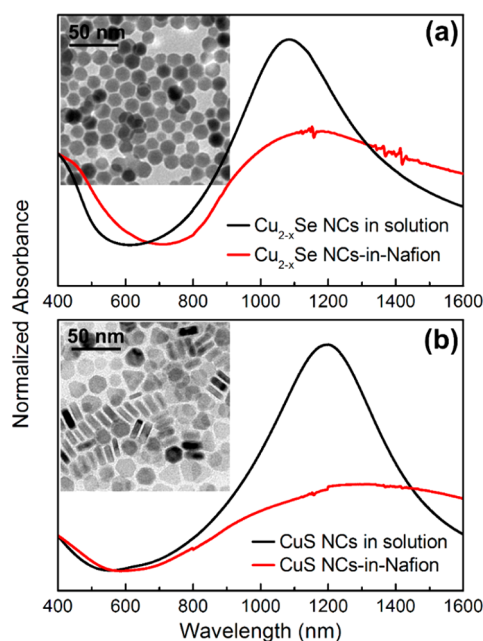 50 nm
(a)
Cu2-xSe NCs in solution
Cu2-xSe NCs-in-Nafion
400 600 800 1000 1200 1400 1600
50 nm
(b)
CuS NCs in solution
CuS NCs-in-Nafion
400 600 800 1000 1200 1400 1600
Wavelength (nm)
Normalized Absorbance